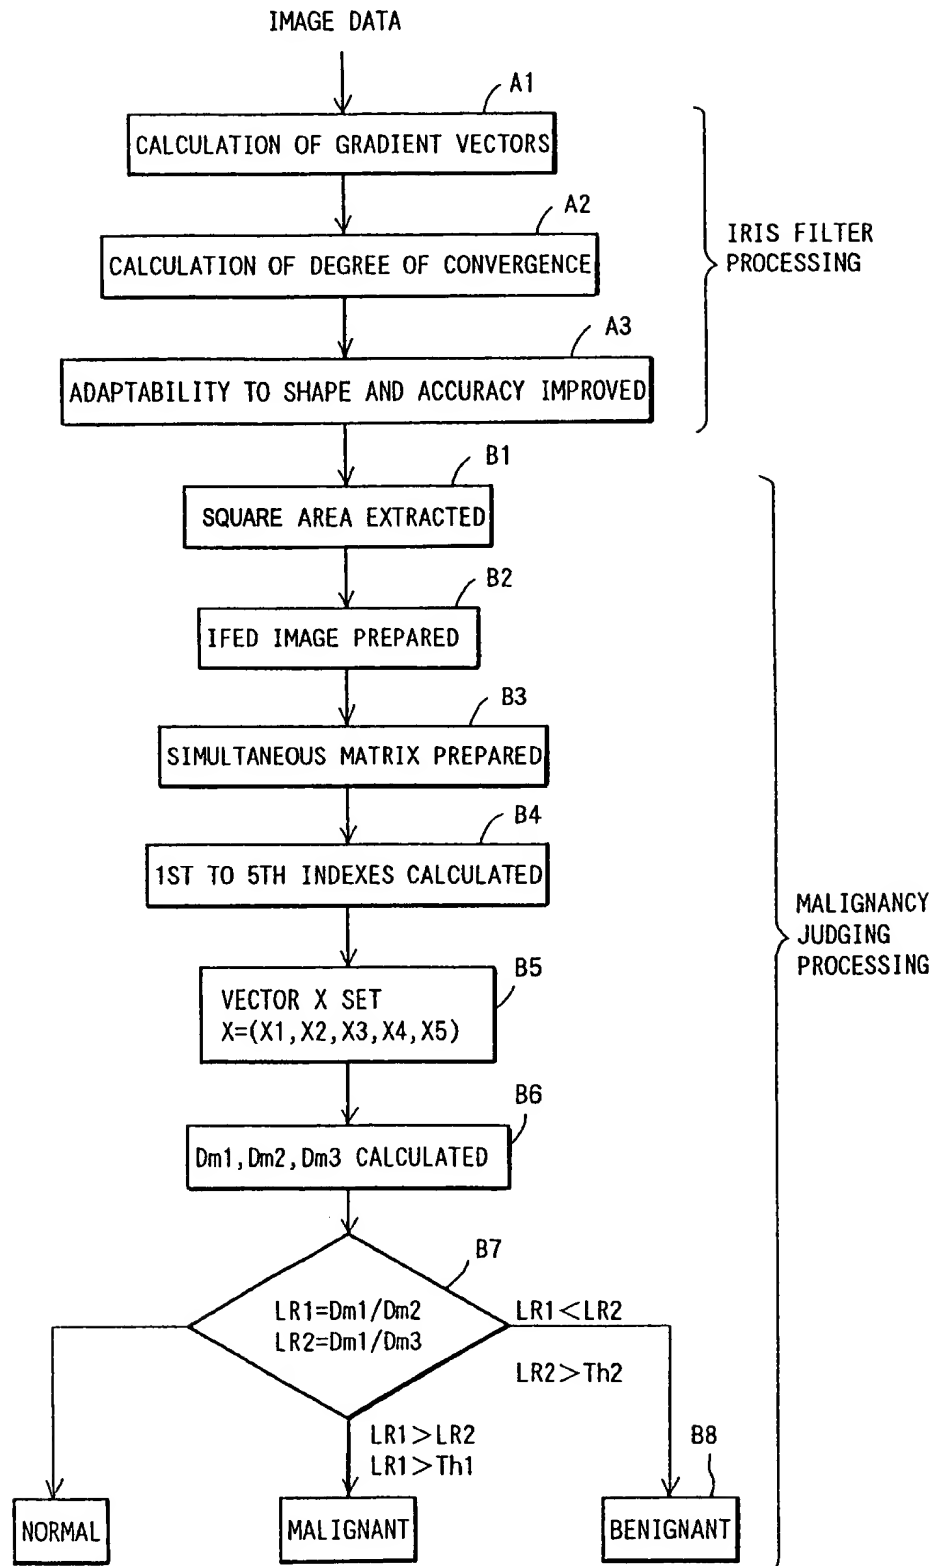 IMAGE DATA
A1
CALCULATION OF GRADIENT VECTORS
A2
CALCULATION OF DEGREE OF CONVERGENCE
IRIS FILTER
PROCESSING
A3
ADAPTABILITY TO SHAPE AND ACCURACY IMPROVED
B1
SQUARE AREA EXTRACTED
B2
IFED IMAGE PREPARED
B3
SIMULTANEOUS MATRIX PREPARED
B4
1ST TO 5TH INDEXES CALCULATED
MALIGNANCY
JUDGING
PROCESSING
B5
VECTOR X SET
X=(X1,X2,X3,X4,X5)
B6
Dm1,Dm2,Dm3 CALCULATED
B7
LR1=Dm1/Dm2
LR2=Dm1/Dm3
LR1<LR2
LR2>Th2
LR1>LR2
LR1>Th1
B8
NORMAL
MALIGNANT
BENIGNANT